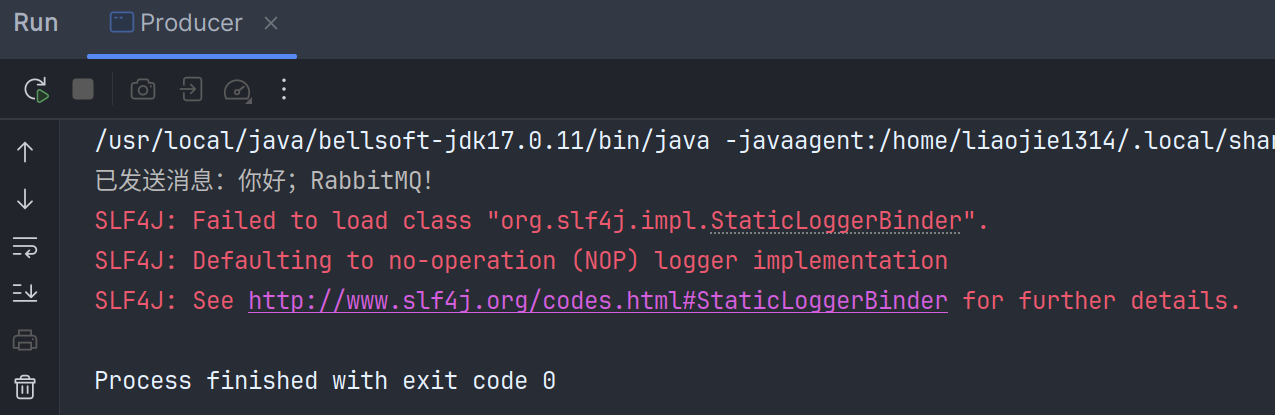 Run Producer
/usr/local/java/bellsoft-jdk17.0.11/bin/java -javaagent:/home/liaojie1314/.local/shar
已发送消息：你好；RabbitMQ!
SLF4J: Failed to load class "org.slf4j.impl.StaticLoggerBinder".
SLF4J: Defaulting to no-operation (NOP) logger implementation
SLF4J: See http://www.slf4j.org/codes.html#StaticLoggerBinder for further details.
Process finished with exit code 0